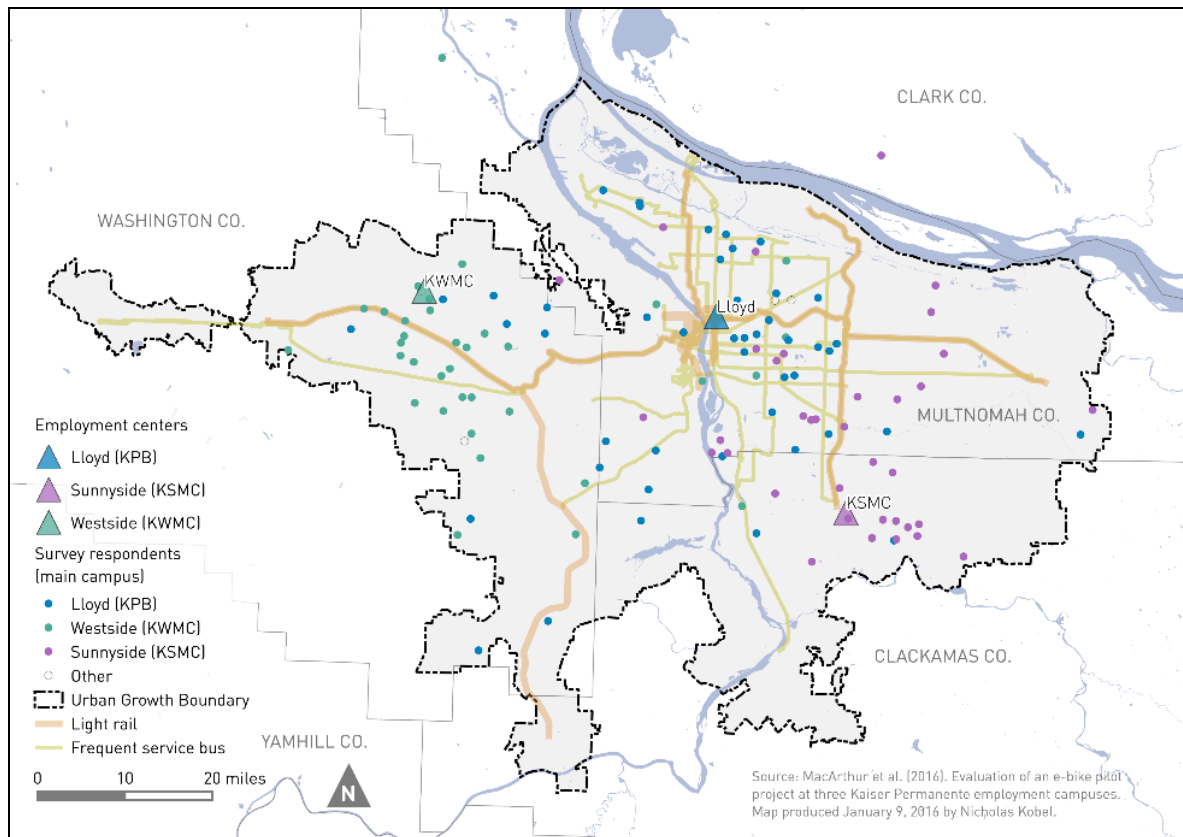 CLARK CO.
WASHINGTON CO.
KWMC
Lloyd
MULTNOMAH CO.
KSMC
CLACKAMAS CO.
YAMHILL CO.
Employment centers
Lloyd (KPB)
Sunnyside (KSMC)
Westside (KWMC)
Survey respondents
(main campus)
Lloyd (KPB)
Westside (KWMC)
Sunnyside (KSMC)
Other
Urban Growth Boundary
Light rail
Frequent service bus
0 10 20 miles
N
Source: MacArthur et al. (2016). Evaluation of an e-bike pilot
project at three Kaiser Permanente employment campuses.
Map produced January 9, 2016 by Nicholas Kobel.